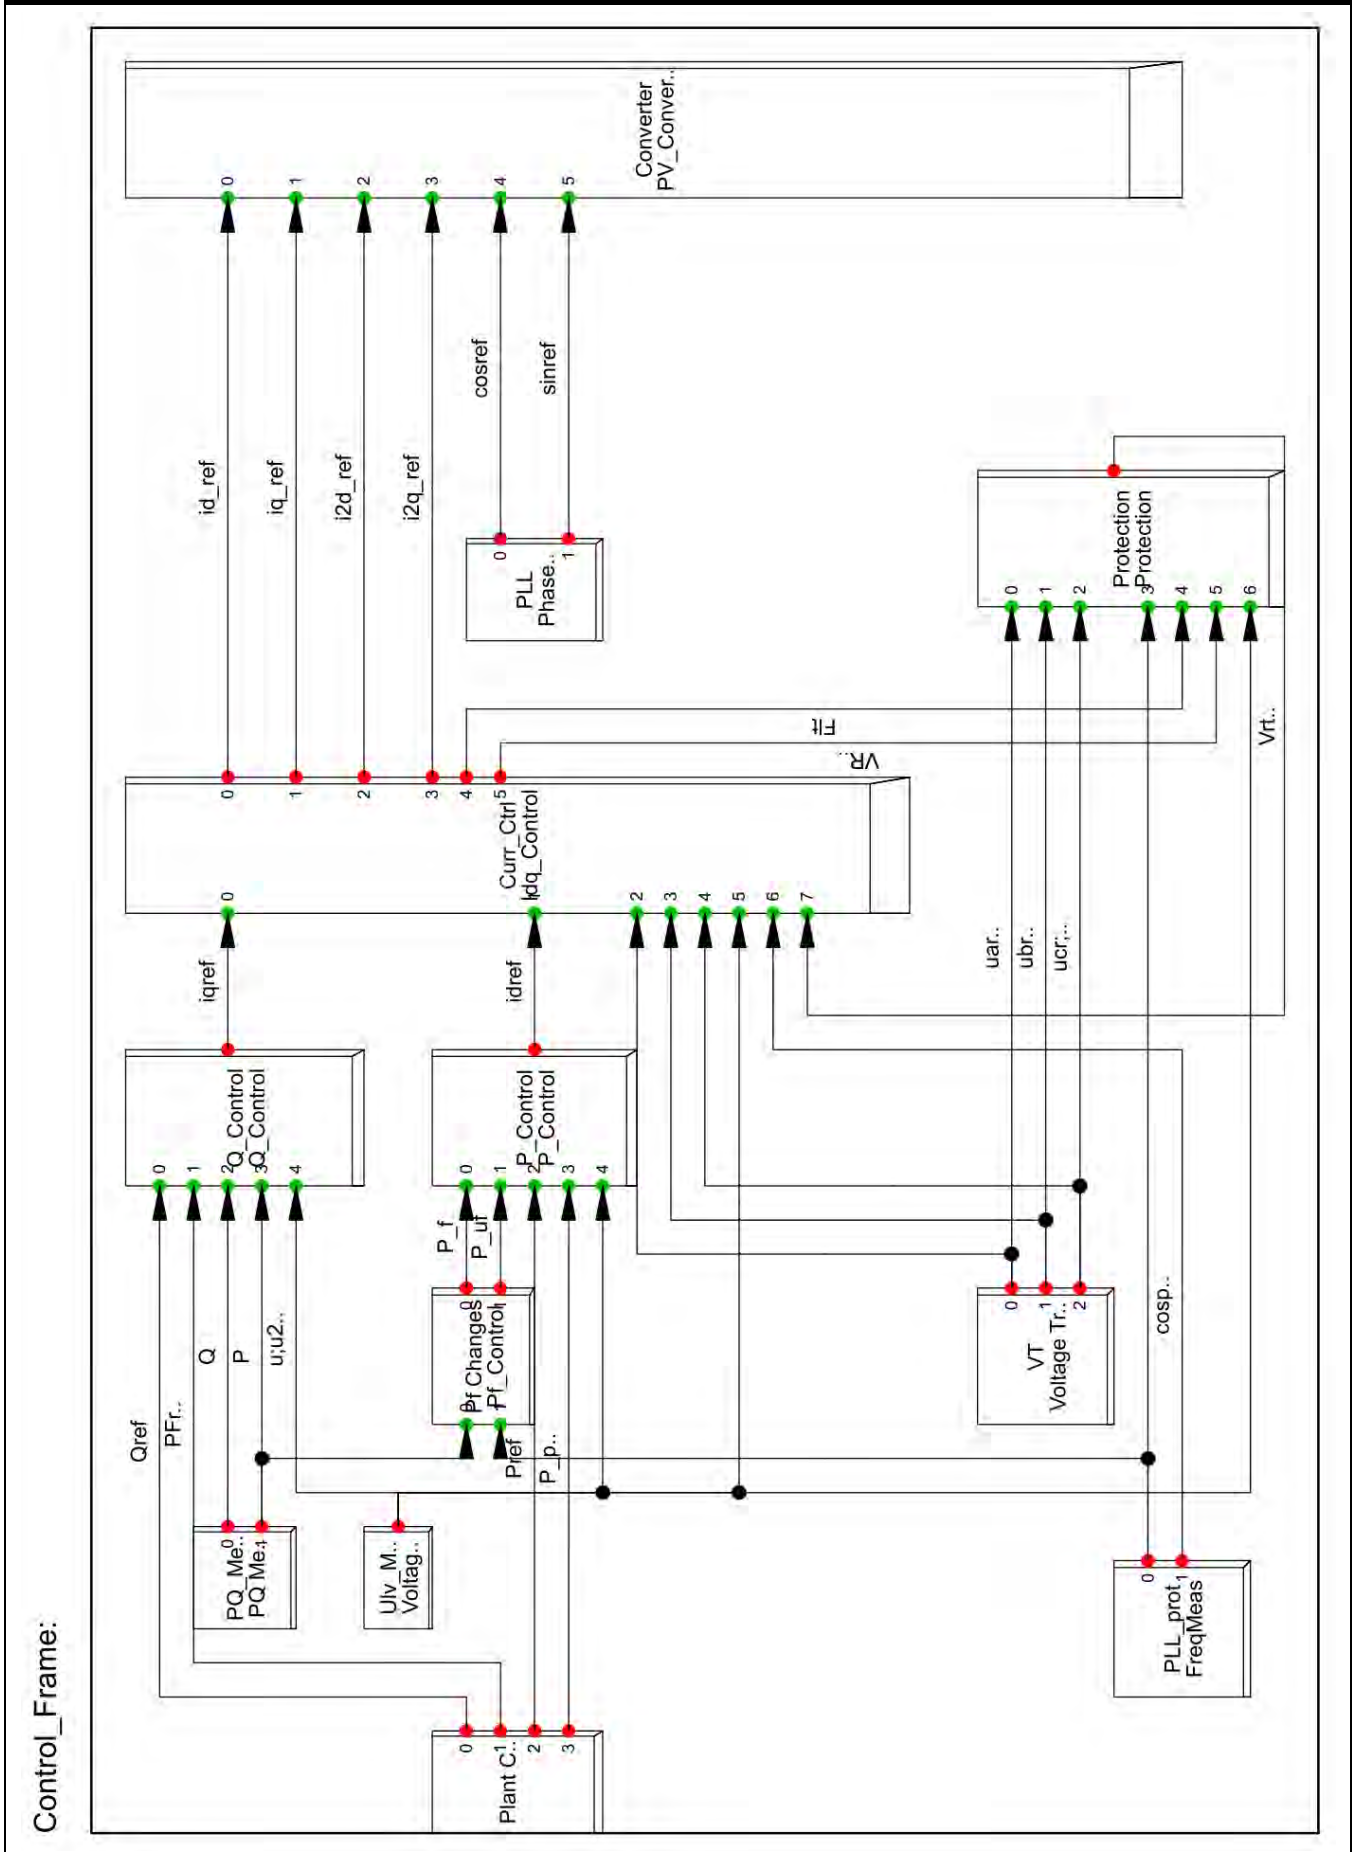 Control_Frame:
Plant C..
0
1
2
3
PQ_Me..
PQ_Me..
0
1
Ulv_M..
Voltag..
PLL_prot
FreqMeas
0
1
Qref
PFr..
Q
P
u;u2..
Pref
P_p..
cosp..
Pf Changes
Pf_Control
0
1
0
1
P_f
P_uf
VT
Voltage Tr..
0
1
2
Q_Control
Q_Control
0
1
2
3
4
P_Control
P_Control
0
1
2
3
4
iqref
idref
uar..
ubr..
ucr;..
Curr_Ctrl
Idq_Control
0
1
2
3
4
5
6
7
0
1
2
3
4
5
VR..
Flt
Vrt..
PLL
Phase..
0
1
Protection
Protection
0
1
2
3
4
5
6
id_ref
iq_ref
i2d_ref
i2q_ref
cosref
sinref
Converter
PV_Conver..
0
1
2
3
4
5